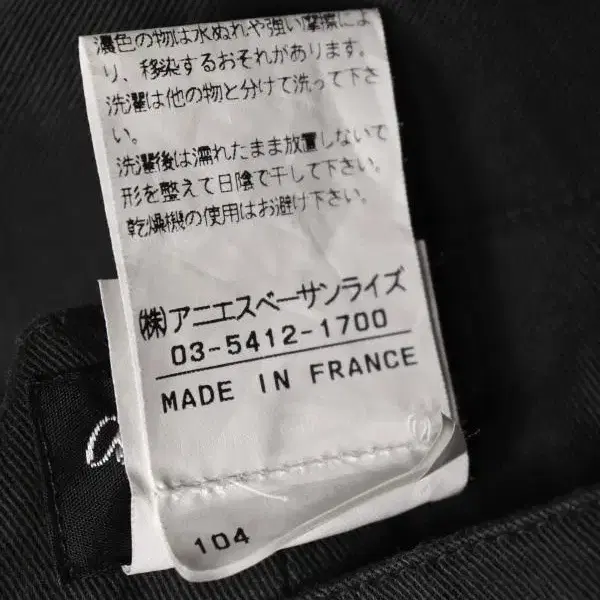 濃色の物は水ぬれや強い摩擦によ
り、移染するおそれがあります。
洗濯は他の物と分けて洗って下さ
い。
洗濯後は濡れたまま放置しないで
形を整えて日陰で干して下さい。
乾燥機の使用はお避け下さい。
(株)アニエスベーサンライズ
03-5412-1700
MADE IN FRANCE
104